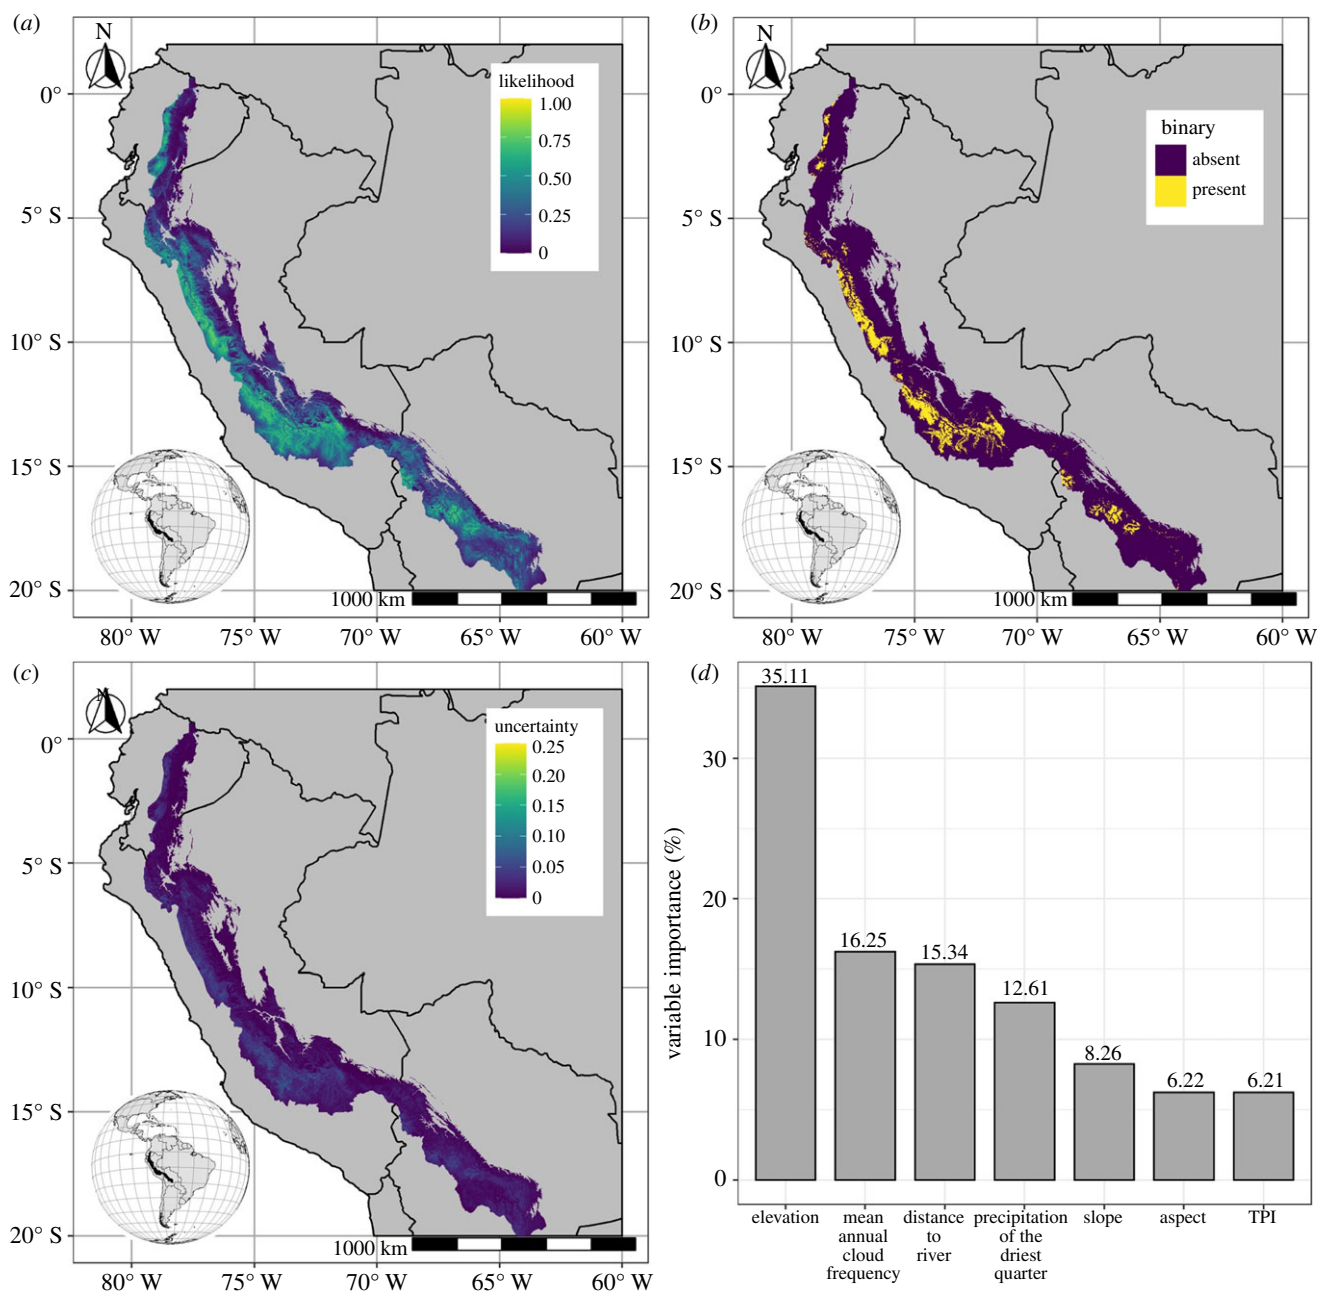 (a)
N
0°
5° S
10° S
15° S
20° S
80° W
75° W
70° W
65° W
60° W
likelihood
1.00
0.75
0.50
0.25
0
1000 km
(b)
N
0°
5° S
10° S
15° S
20° S
80° W
75° W
70° W
65° W
60° W
binary
absent
present
1000 km
(c)
N
0°
5° S
10° S
15° S
20° S
80° W
75° W
70° W
65° W
60° W
uncertainty
0.25
0.20
0.15
0.10
0.05
0
1000 km
(d)
variable importance (%)
30
20
10
0
35.11
16.25
15.34
12.61
8.26
6.22
6.21
elevation
mean
annual
cloud
frequency
distance
to
river
precipitation
of the
driest
quarter
slope
aspect
TPI